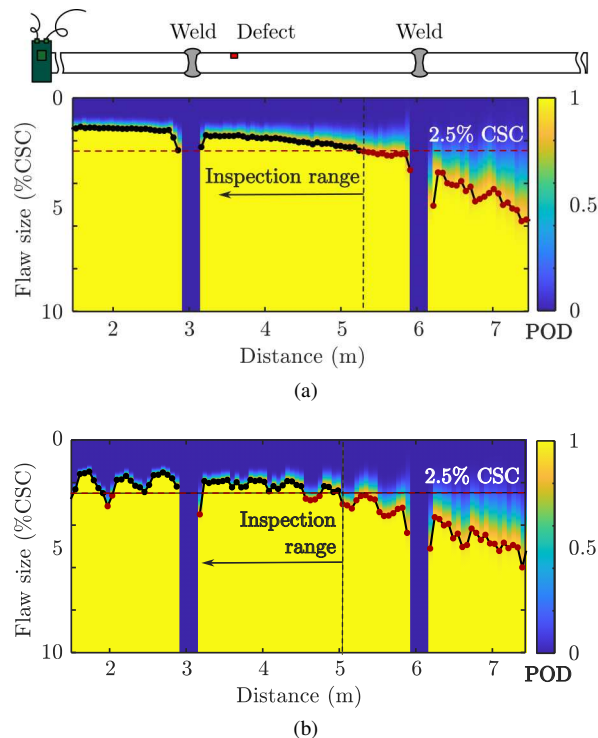 Weld Defect Weld
0
5
10
Flaw size (%CSC)
2.5% CSC
Inspection range
2 3 4 5 6 7
Distance (m)
1
0.5
0
POD
(a)
0
5
10
Flaw size (%CSC)
2.5% CSC
Inspection
range
2 3 4 5 6 7
Distance (m)
1
0.5
0
POD
(b)